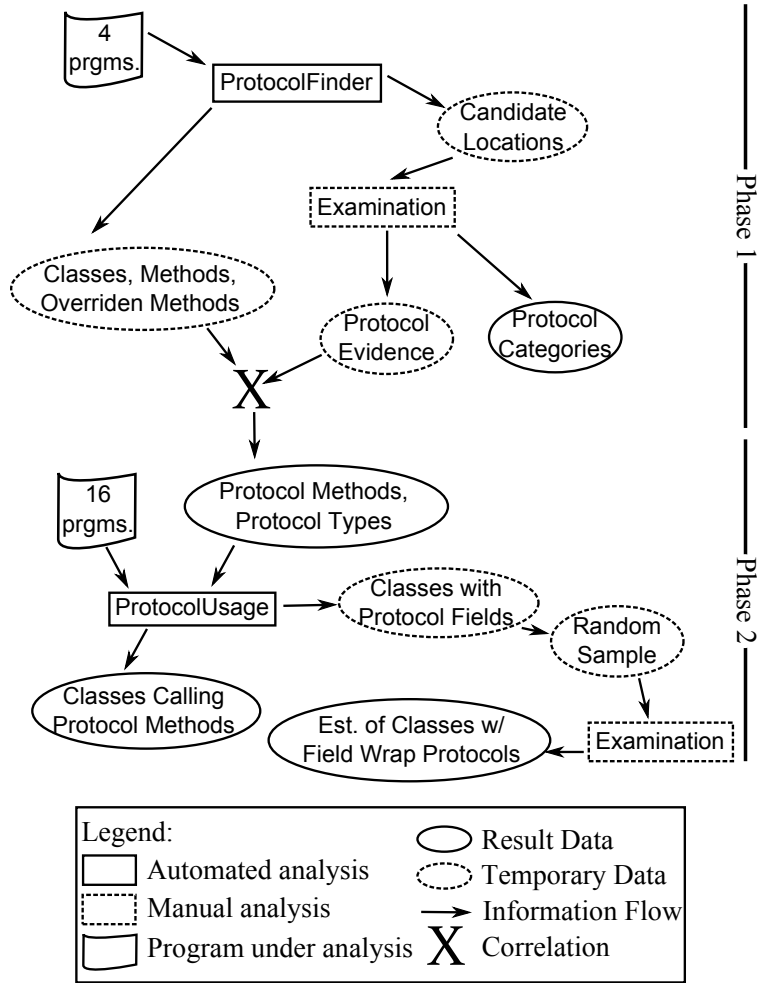 4
prgms.
ProtocolFinder
Candidate
Locations
Examination
Classes, Methods,
Overriden Methods
Protocol
Evidence
Protocol
Categories
X
Phase 1
16
prgms.
Protocol Methods,
Protocol Types
ProtocolUsage
Classes with
Protocol Fields
Random
Sample
Classes Calling
Protocol Methods
Est. of Classes w/
Field Wrap Protocols
Examination
Phase 2
Legend:
Automated analysis
Manual analysis
Program under analysis
Result Data
Temporary Data
Information Flow
X Correlation